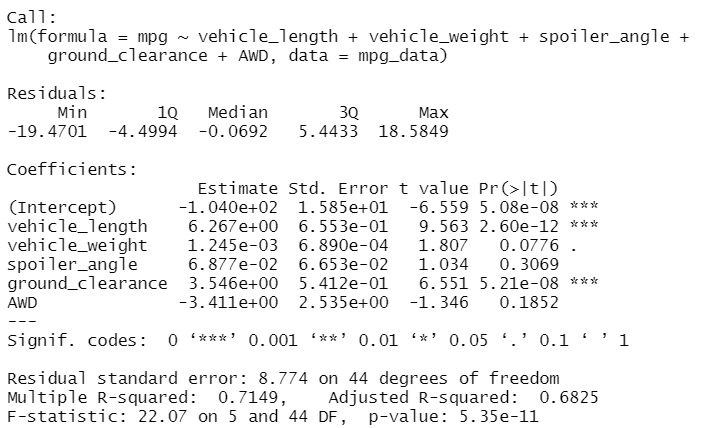 Call:
lm(formula = mpg ~ vehicle_length + vehicle_weight + spoiler_angle +
    ground_clearance + AWD, data = mpg_data)
Residuals:
     Min       1Q   Median       3Q      Max
-19.4701  -4.4994  -0.0692   5.4433  18.5849
Coefficients:
                   Estimate Std. Error t value Pr(>|t|)
(Intercept)      -1.040e+02  1.585e+01  -6.559 5.08e-08 ***
vehicle_length    6.267e+00  6.553e-01   9.563 2.60e-12 ***
vehicle_weight    1.245e-03  6.890e-04   1.807   0.0776 .
spoiler_angle     6.877e-02  6.653e-02   1.034   0.3069
ground_clearance  3.546e+00  5.412e-01   6.551 5.21e-08 ***
AWD              -3.411e+00  2.535e+00  -1.346   0.1852
---
Signif. codes:  0 ‘***’ 0.001 ‘**’ 0.01 ‘*’ 0.05 ‘.’ 0.1 ‘ ’ 1
Residual standard error: 8.774 on 44 degrees of freedom
Multiple R-squared:  0.7149,    Adjusted R-squared:  0.6825
F-statistic: 22.07 on 5 and 44 DF,  p-value: 5.35e-11